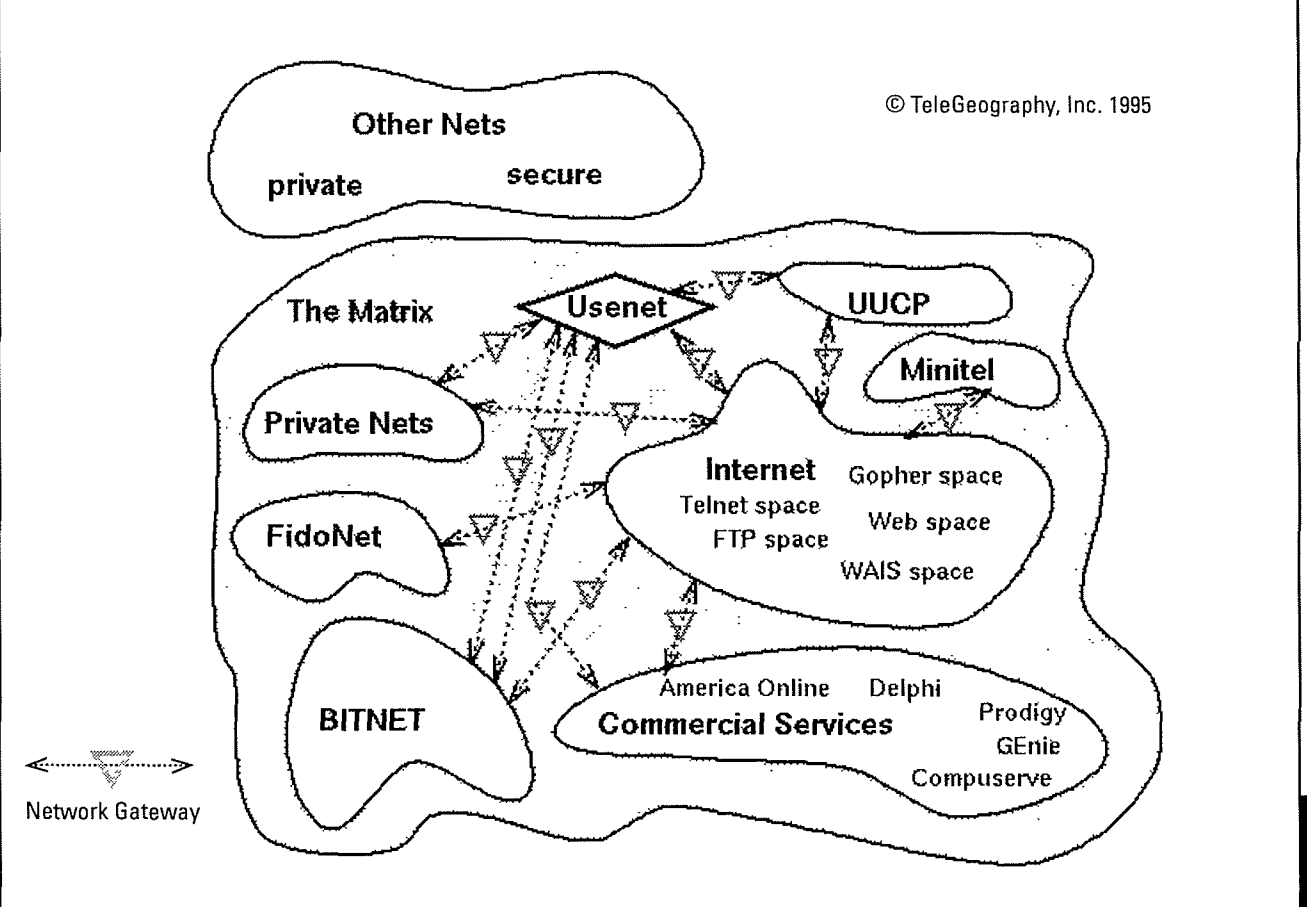 © TeleGeography, Inc. 1995
Other Nets
private
secure
The Matrix
Usenet
UUCP
Minitel
Private Nets
Internet
Gopher space
Telnet space
Web space
FTP space
WAIS space
FidoNet
BITNET
America Online
Delphi
Commercial Services
Prodigy
GEnie
Compuserve
Network Gateway